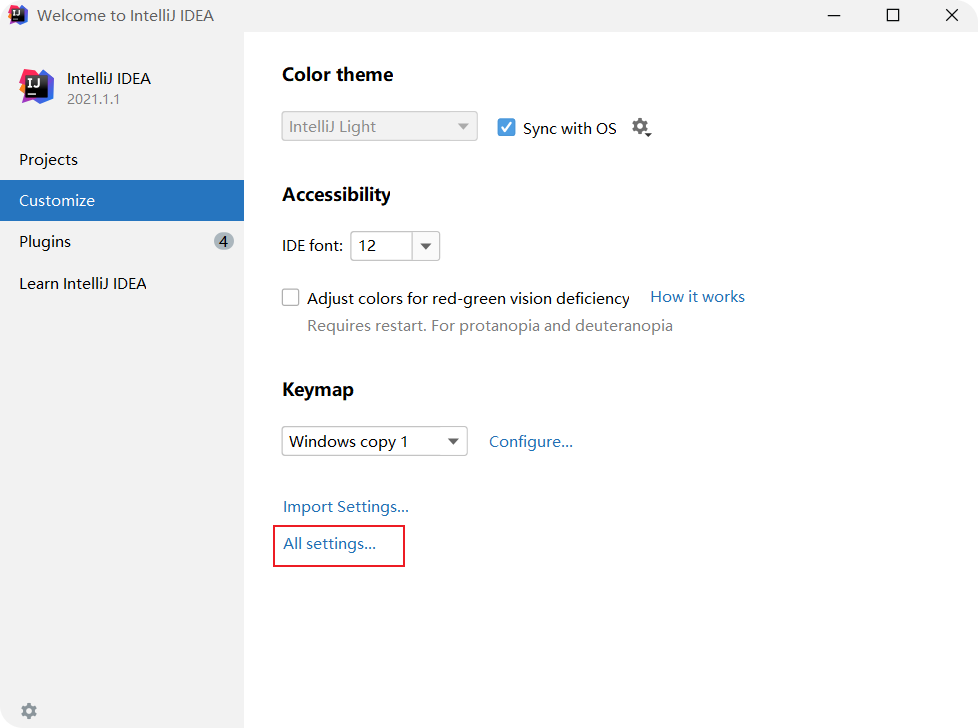 Welcome to IntelliJ IDEA
IntelliJ IDEA
2021.1.1
Projects
Customize
Plugins 4
Learn IntelliJ IDEA
Color theme
IntelliJ Light Sync with OS
Accessibility
IDE font: 12
Adjust colors for red-green vision deficiency How it works
Requires restart. For protanopia and deuteranopia
Keymap
Windows copy 1 Configure...
Import Settings...
All settings...